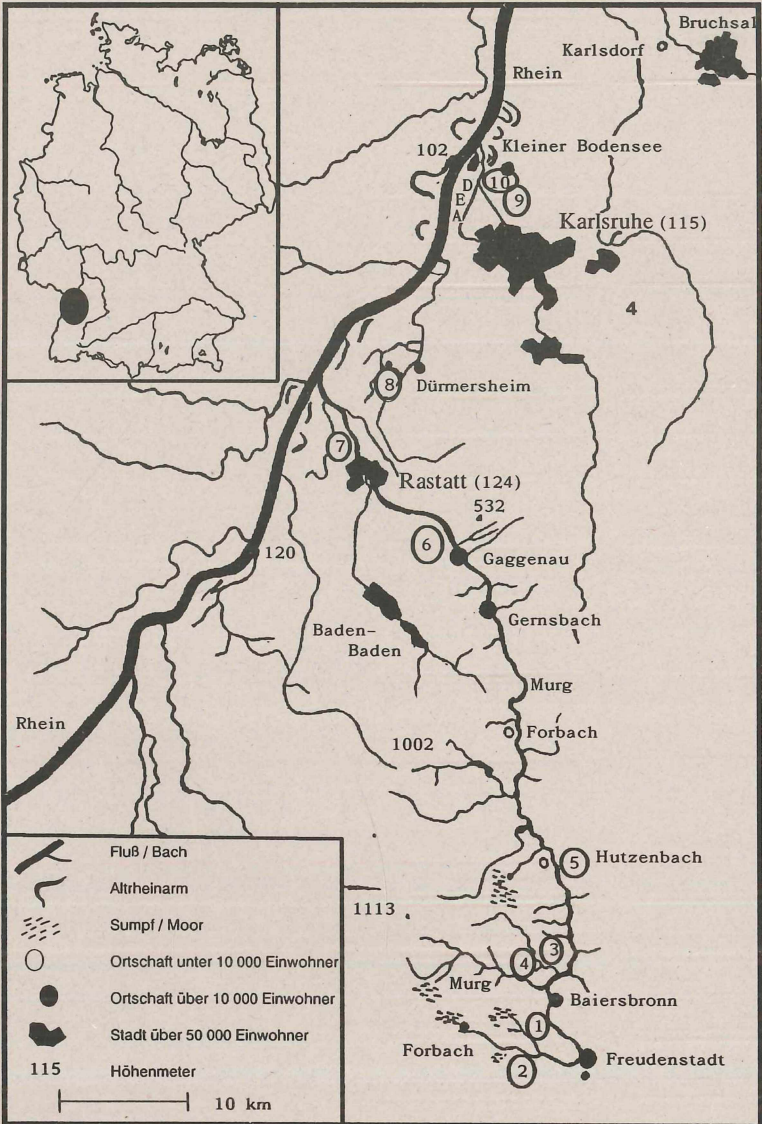 Bruchsal
Karlsdorf
Rhein
102
Kleiner Bodensee
D
E
A
10
9
Karlsruhe (115)
4
8
Dürmersheim
7
Rastatt (124)
532
6
120
Gaggenau
Gernsbach
Baden-
Baden
Murg
Rhein
Forbach
1002
5
Hutzenbach
1113
3
4
Murg
Baiersbronn
1
Forbach
2
Freudenstadt
Fluß / Bach
Altrheinarm
Sumpf / Moor
Ortschaft unter 10 000 Einwohner
Ortschaft über 10 000 Einwohner
Stadt über 50 000 Einwohner
115 Höhenmeter
10 km